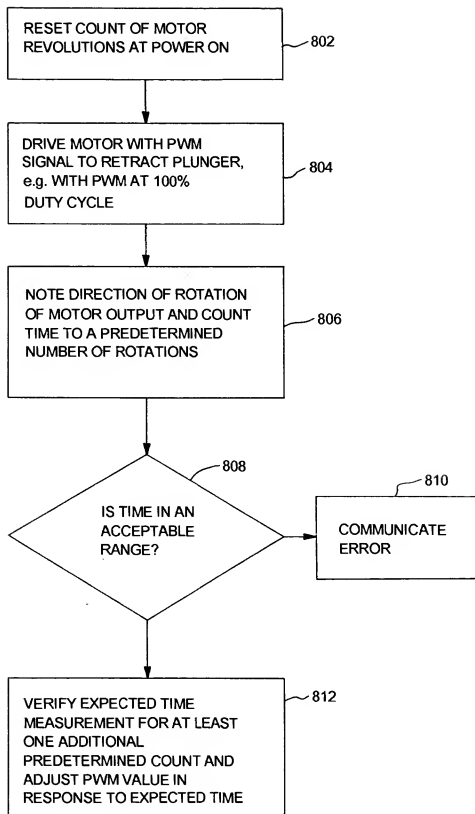 RESET COUNT OF MOTOR
REVOLUTIONS AT POWER ON
802
DRIVE MOTOR WITH PWM
SIGNAL TO RETRACT PLUNGER,
e.g. WITH PWM AT 100%
DUTY CYCLE
804
NOTE DIRECTION OF ROTATION
OF MOTOR OUTPUT AND COUNT
TIME TO A PREDETERMINED
NUMBER OF ROTATIONS
806
808
IS TIME IN AN
ACCEPTABLE
RANGE?
810
COMMUNICATE
ERROR
812
VERIFY EXPECTED TIME
MEASUREMENT FOR AT LEAST
ONE ADDITIONAL
PREDETERMINED COUNT AND
ADJUST PWM VALUE IN
RESPONSE TO EXPECTED TIME